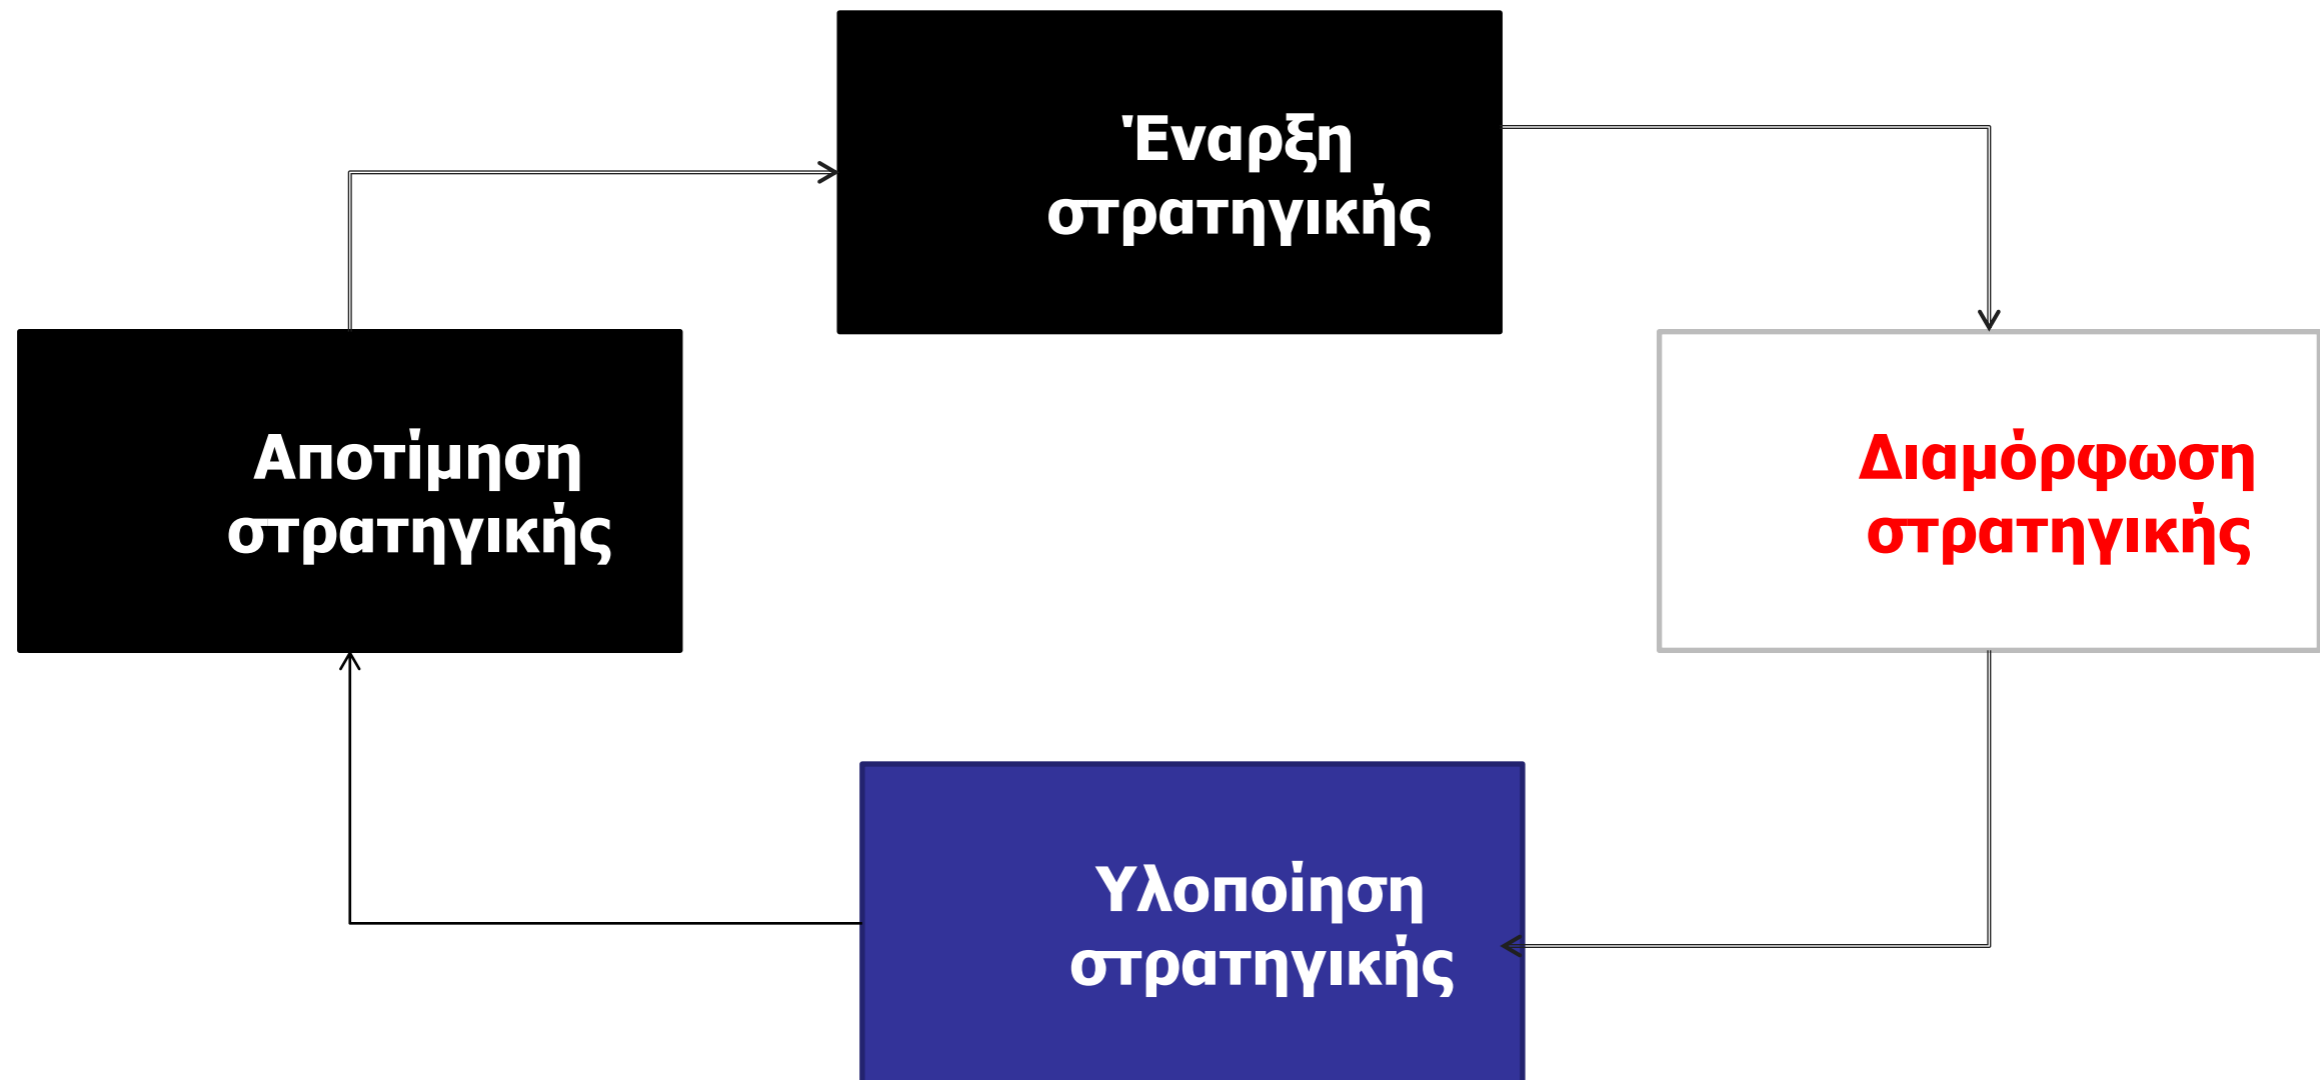 Έναρξη
στρατηγικής
Αποτίμηση
στρατηγικής
Διαμόρφωση
στρατηγικής
Υλοποίηση
στρατηγικής